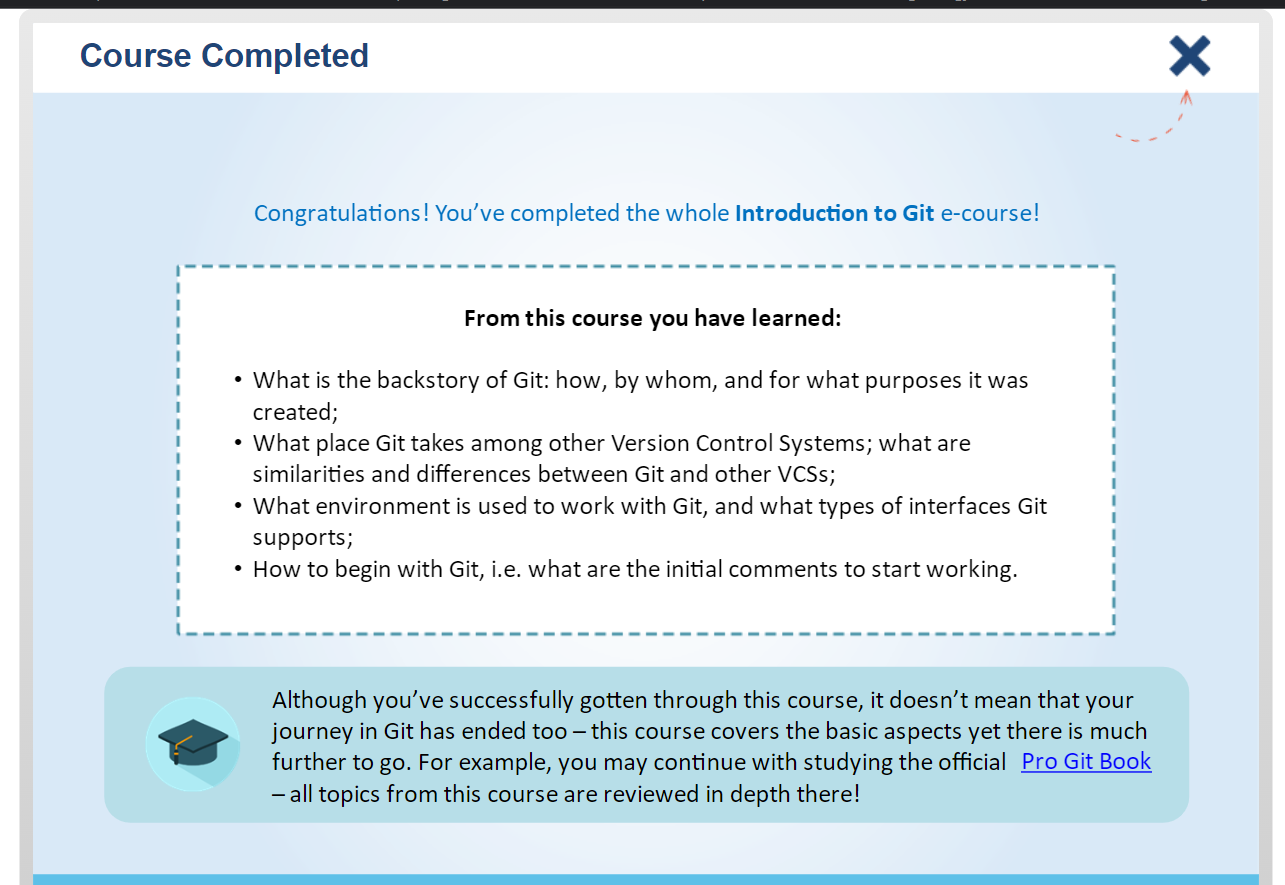 Course Completed
Congratulations! You’ve completed the whole Introduction to Git e-course!
From this course you have learned:
• What is the backstory of Git: how, by whom, and for what purposes it was
created;
• What place Git takes among other Version Control Systems; what are
similarities and differences between Git and other VCSs;
• What environment is used to work with Git, and what types of interfaces Git
supports;
• How to begin with Git, i.e. what are the initial comments to start working.
Although you’ve successfully gotten through this course, it doesn’t mean that your
journey in Git has ended too – this course covers the basic aspects yet there is much
further to go. For example, you may continue with studying the official Pro Git Book
– all topics from this course are reviewed in depth there!